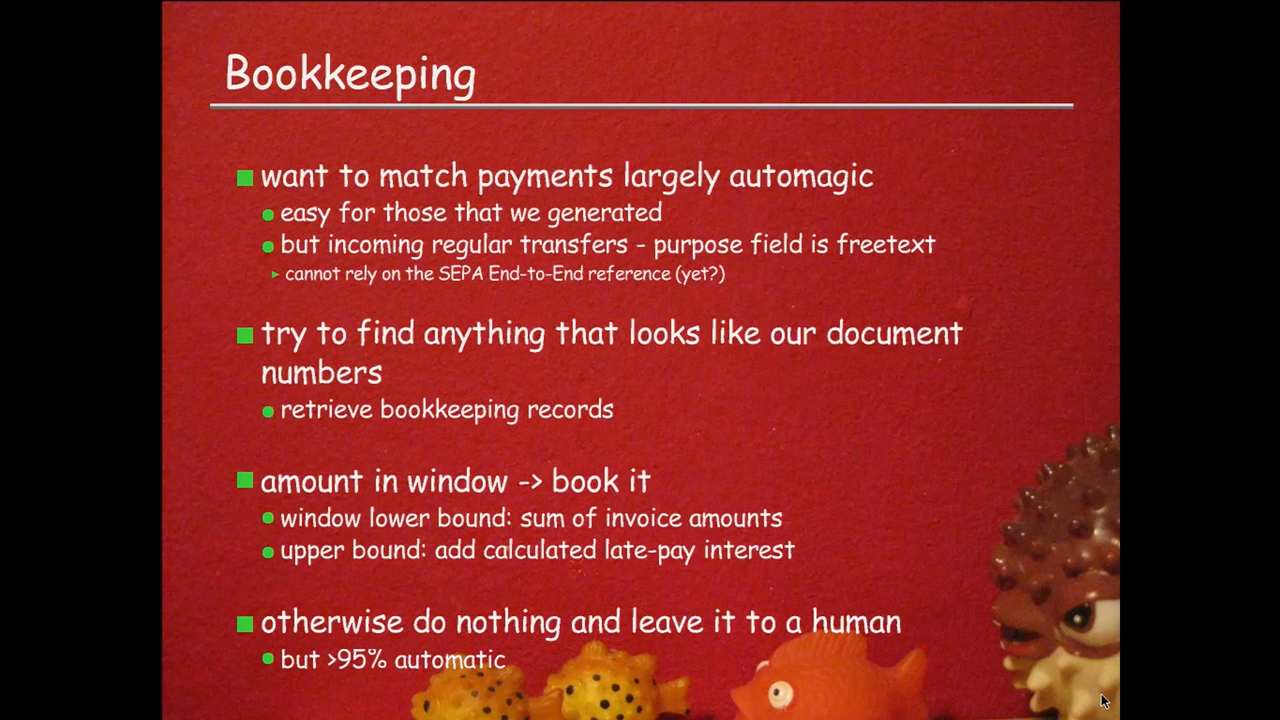 Bookkeeping
want to match payments largely automagic
easy for those that we generated
but incoming regular transfers - purpose field is freetext
cannot rely on the SEPA End-to-End reference (yet?)
try to find anything that looks like our document
numbers
retrieve bookkeeping records
amount in window -> book it
window lower bound: sum of invoice amounts
upper bound: add calculated late-pay interest
otherwise do nothing and leave it to a human
but >95% automatic